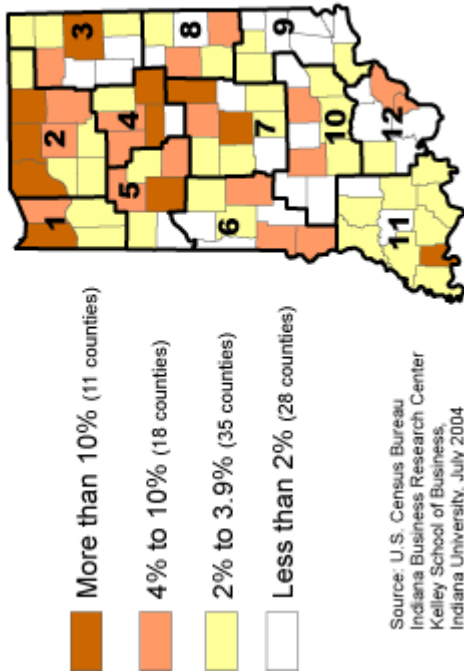 More than 10% (11 counties)
4% to 10% (18 counties)
2% to 3.9% (35 counties)
Less than 2% (28 counties)
Source: U.S. Census Bureau
Indiana Business Research Center
Kelley School of Business,
Indiana University, July 2004
1
2
3
4
5
6
7
8
9
10
11
12